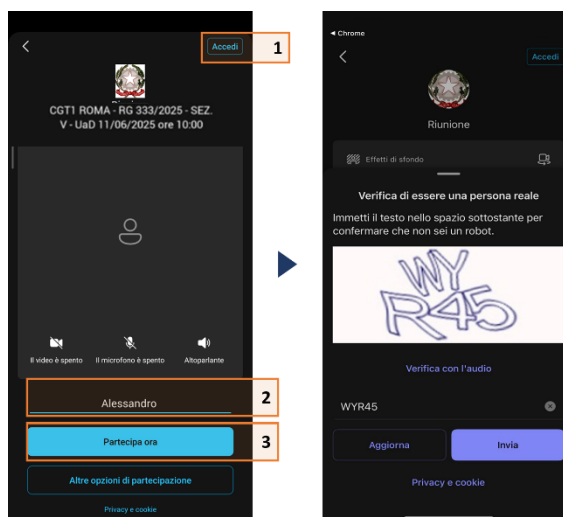 Accedi
1
CGT1 ROMA - RG 333/2025 - SEZ.
V - UaD 11/06/2025 ore 10:00
Il video è spento
Il microfono è spento
Altoparlante
Alessandro
2
Partecipa ora
3
Altre opzioni di partecipazione
Privacy e cookie
Chrome
Accedi
Riunione
Effetti di sfondo
Verifica di essere una persona reale
Immetti il testo nello spazio sottostante per
confermare che non sei un robot.
WY
R45
Verifica con l'audio
WYR45
Aggiorna
Invia
Privacy e cookie